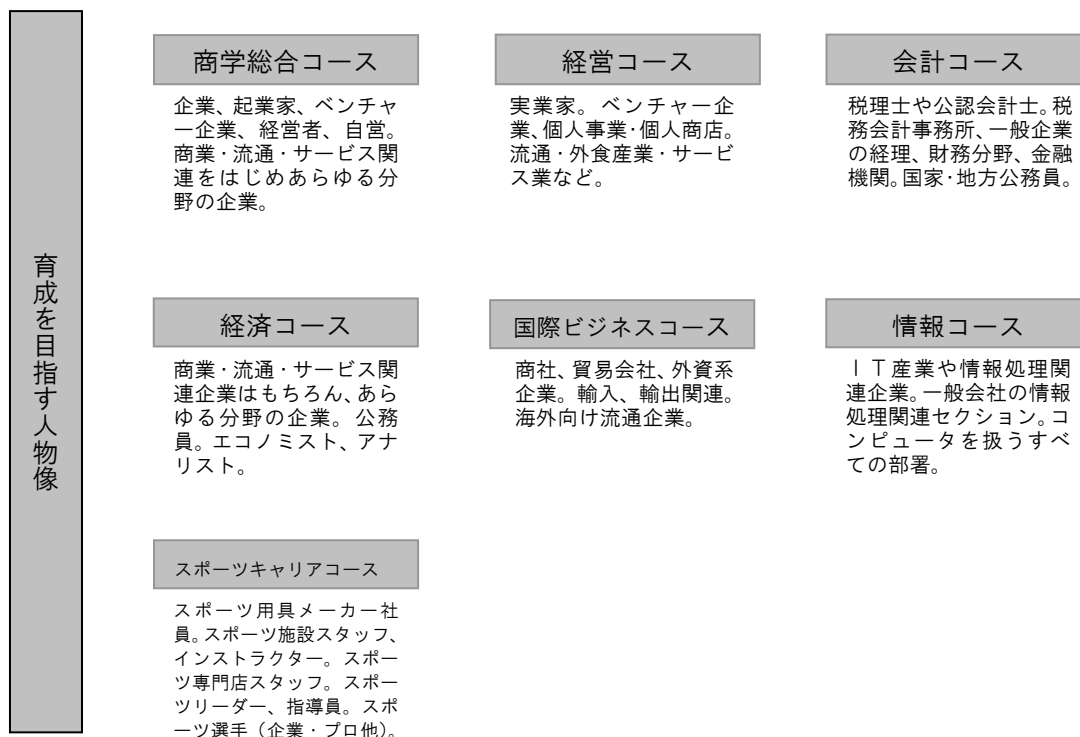 育成を目指す人物像
商学総合コース
企業、起業家、ベンチャ
ー企業、経営者、自営。
商業・流通・サービス関
連をはじめあらゆる分
野の企業。
経営コース
実業家。ベンチャー企
業、個人事業・個人商店。
流通・外食産業・サービ
ス業など。
会計コース
税理士や公認会計士。税
務会計事務所、一般企業
の経理、財務分野、金融
機関。国家・地方公務員。
経済コース
商業・流通・サービス関
連企業はもちろん、あら
ゆる分野の企業。公務
員。エコノミスト、アナ
リスト。
国際ビジネスコース
商社、貿易会社、外資系
企業。輸入、輸出関連。
海外向け流通企業。
情報コース
ＩＴ産業や情報処理関
連企業。一般会社の情報
処理関連セクション。コ
ンピュータを扱うすべ
ての部署。
スポーツキャリアコース
スポーツ用具メーカー社
員。スポーツ施設スタッフ、
インストラクター。スポー
ツ専門店スタッフ。スポー
ツリーダー、指導員。スポ
ーツ選手（企業・プロ他）。